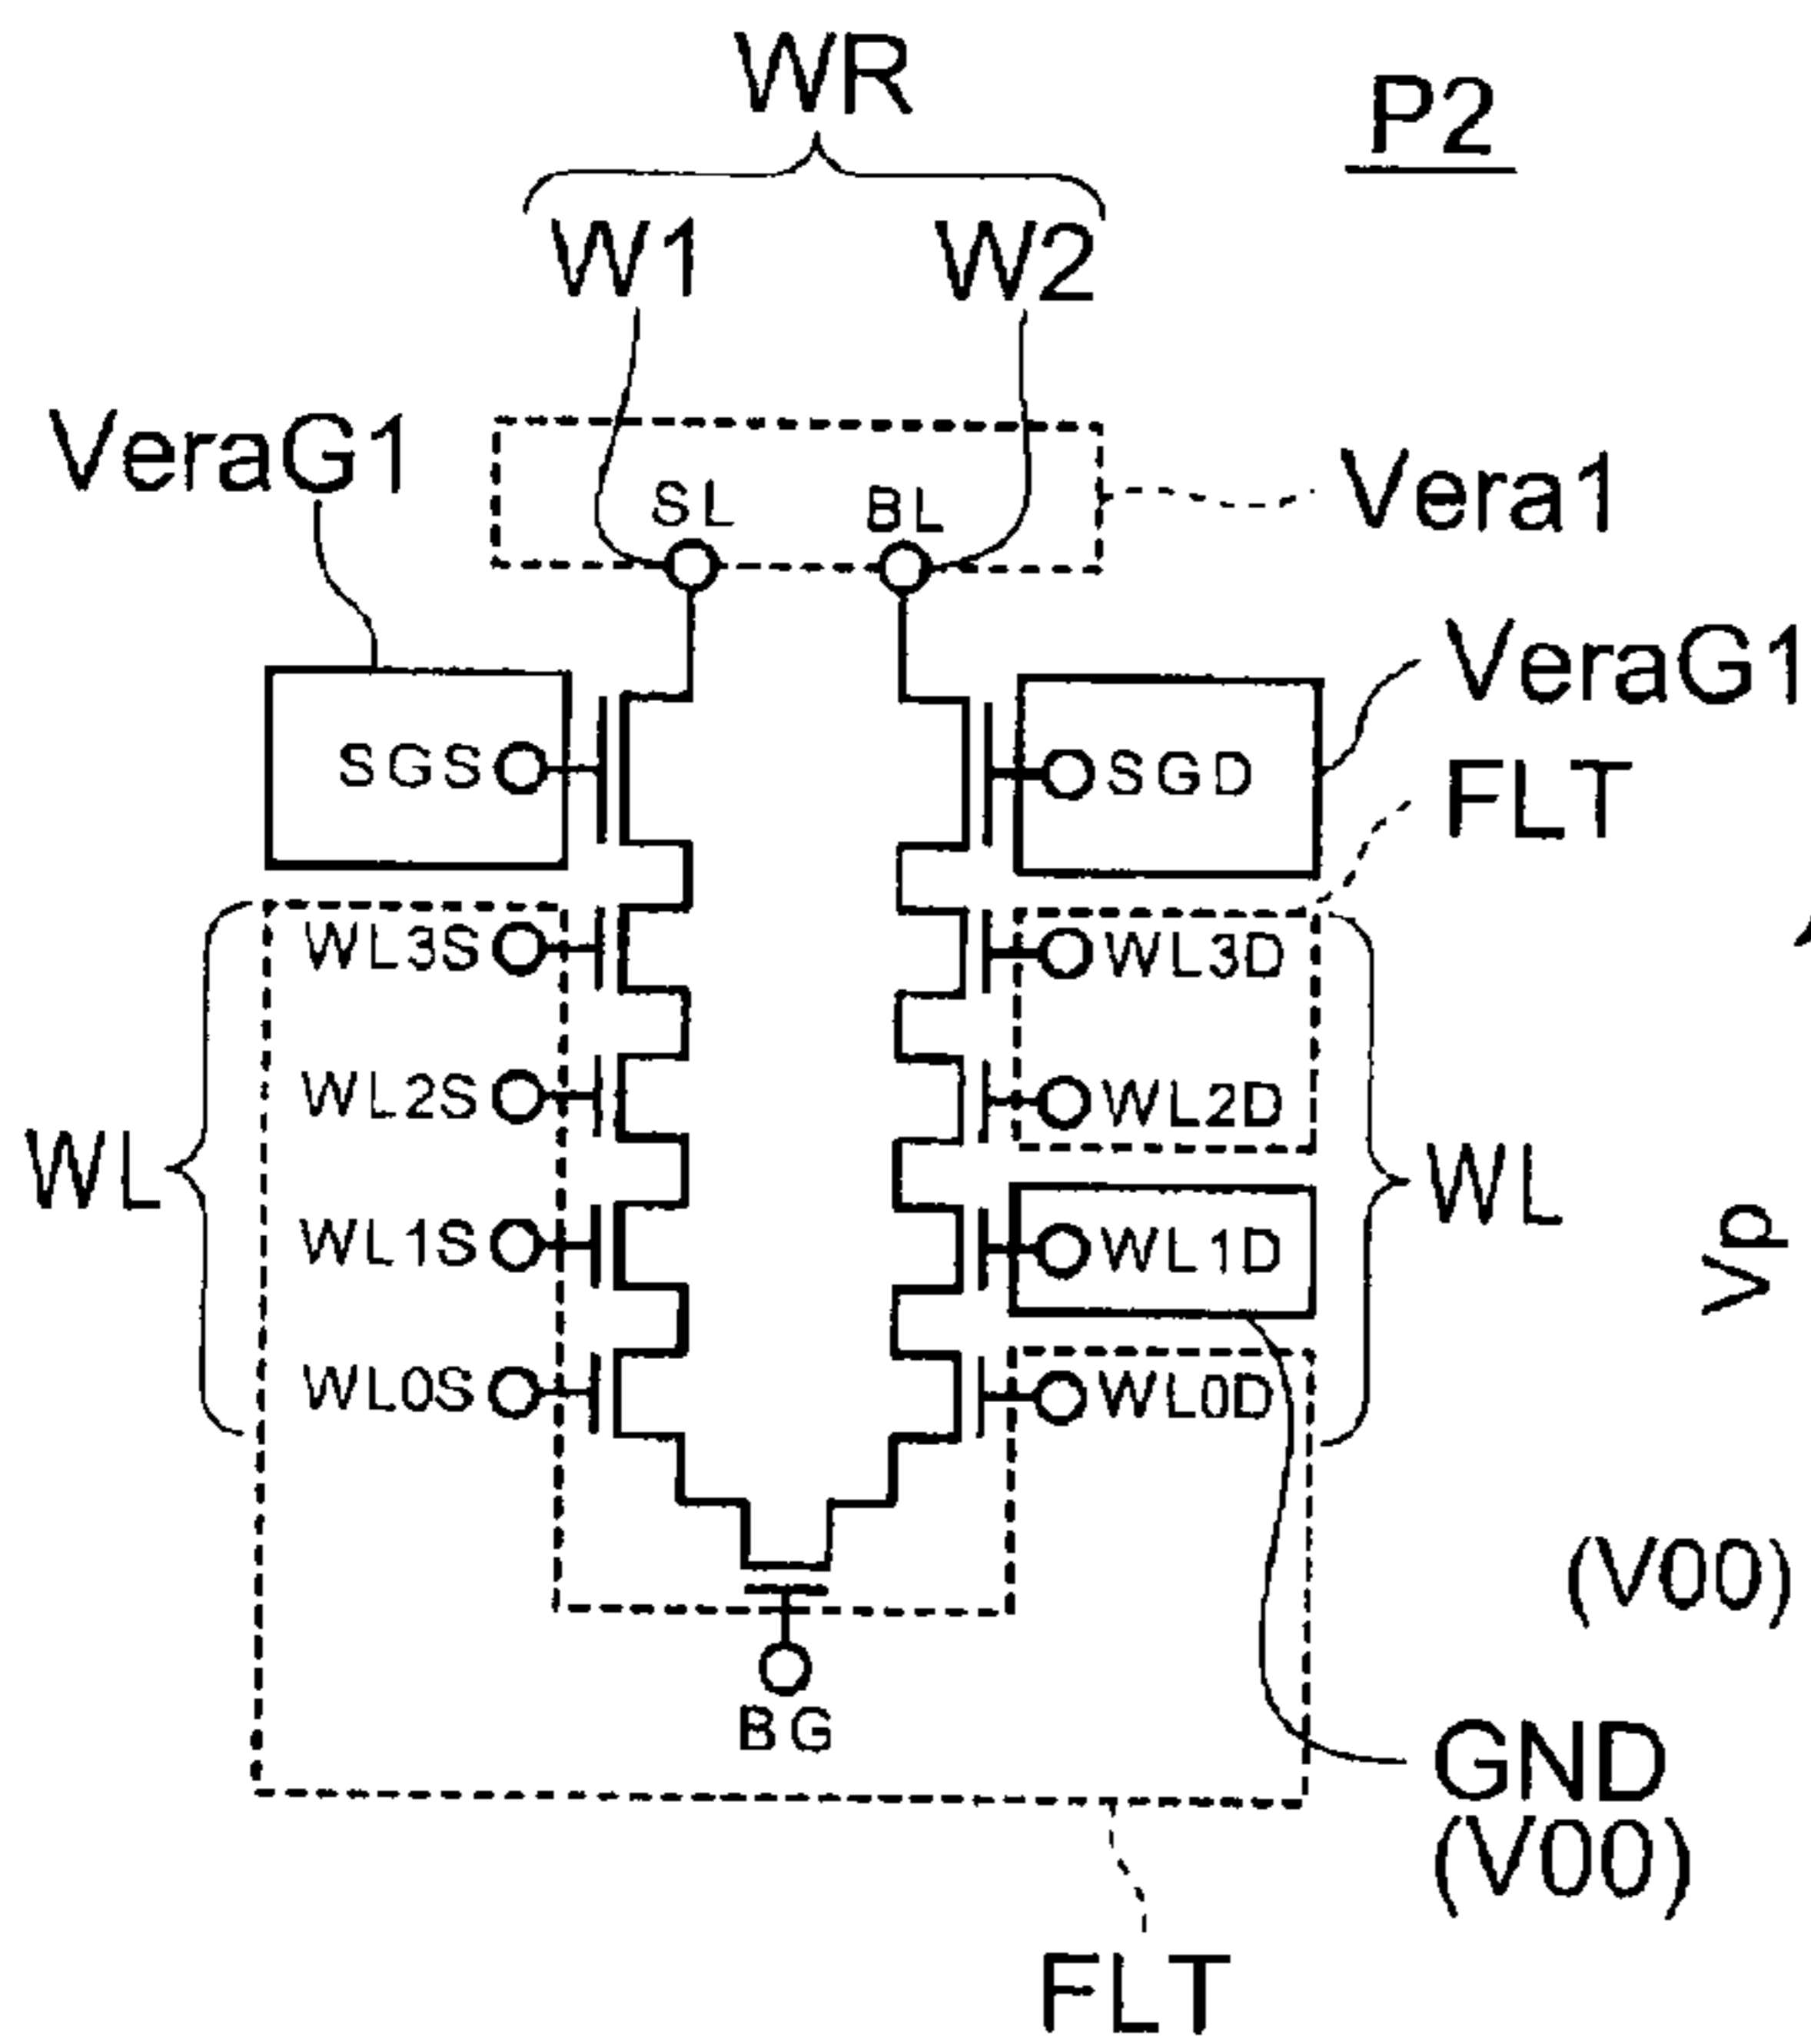 WR
P2
W1 W2
VeraG1
SL BL
Vera1
VeraG1
SGS SGD
FLT
WL3S WL3D
WL2S WL2D
WL WL
WL1S WL1D
Vp
WL0S WL0D
(V00)
BG
GND
(V00)
FLT